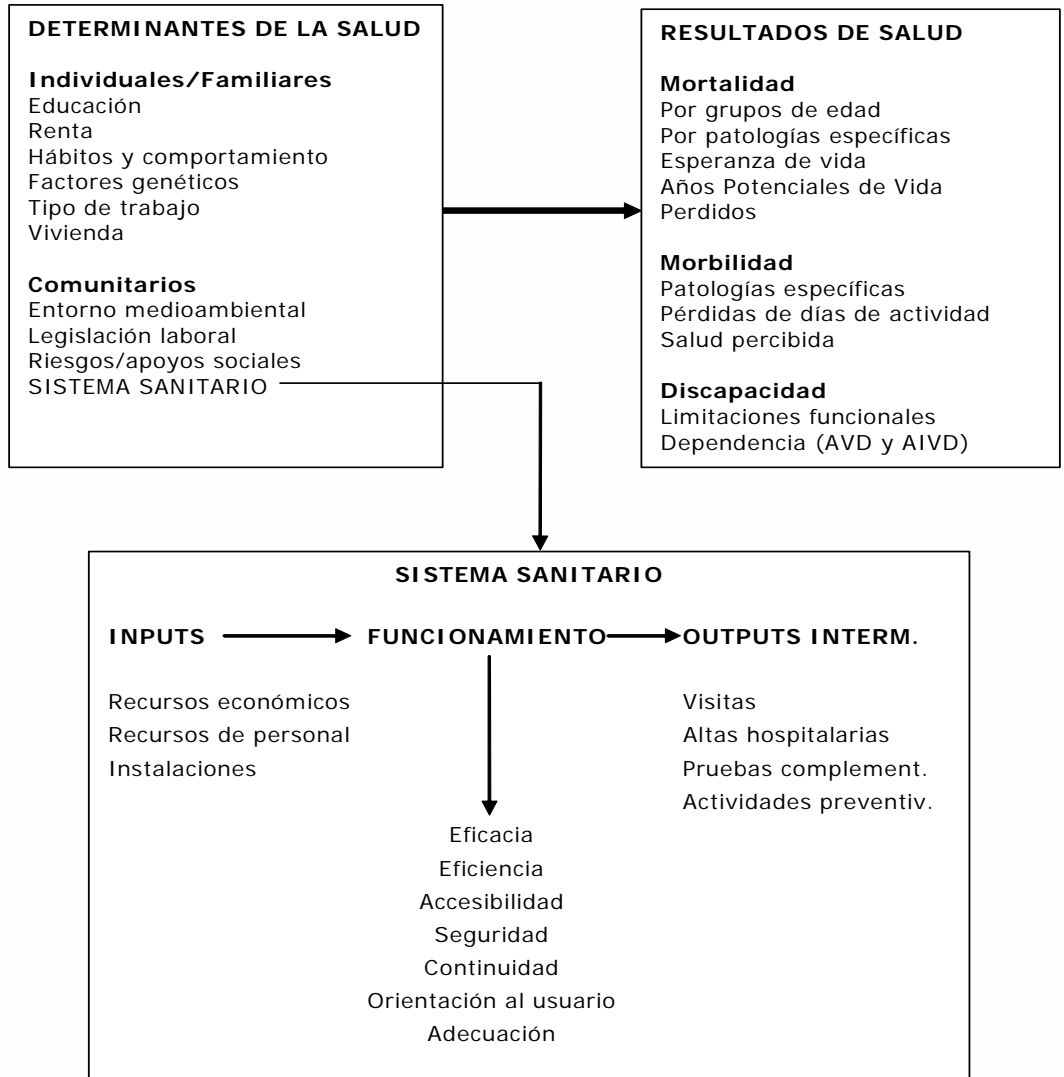 DETERMINANTES DE LA SALUD
Individuales/Familiares
Educación
Renta
Hábitos y comportamiento
Factores genéticos
Tipo de trabajo
Vivienda
Comunitarios
Entorno medioambiental
Legislación laboral
Riesgos/apoyos sociales
SISTEMA SANITARIO
RESULTADOS DE SALUD
Mortalidad
Por grupos de edad
Por patologías específicas
Esperanza de vida
Años Potenciales de Vida
Perdidos
Morbilidad
Patologías específicas
Pérdidas de días de actividad
Salud percibida
Discapacidad
Limitaciones funcionales
Dependencia (AVD y AIVD)
SISTEMA SANITARIO
INPUTS
Recursos económicos
Recursos de personal
Instalaciones
FUNCIONAMIENTO
Eficacia
Eficiencia
Accesibilidad
Seguridad
Continuidad
Orientación al usuario
Adecuación
OUTPUTS INTERM.
Visitas
Altas hospitalarias
Pruebas complement.
Actividades preventiv.